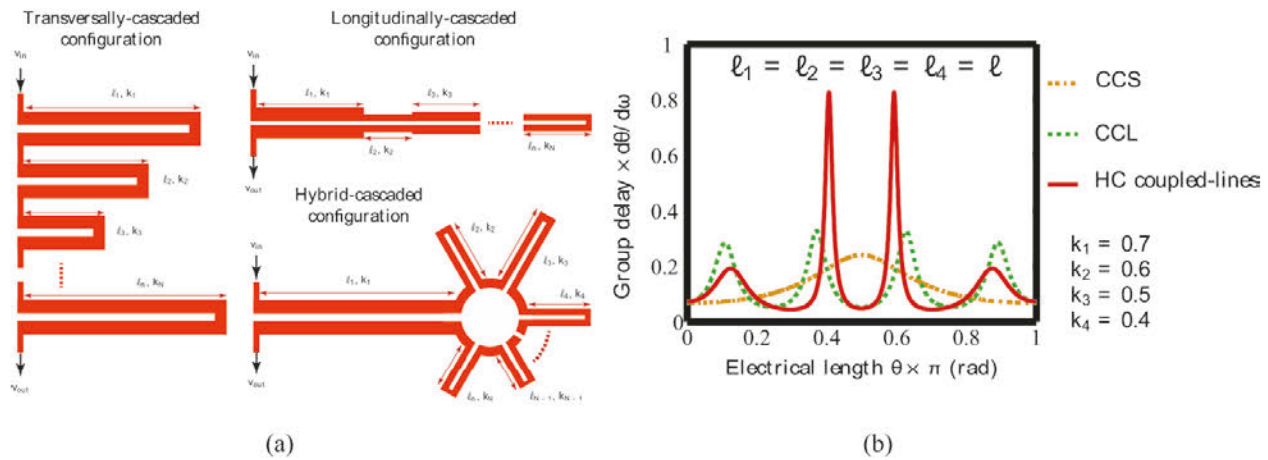 Transversally-cascaded
configuration
Vin
ℓ1, k1
ℓ2, k2
ℓ3, k3
ℓn, kN
Vout
Longitudinally-cascaded
configuration
Vin
ℓ1, k1
ℓ3, k3
ℓ2, k2
ℓn, kN
Vout
Hybrid-cascaded
configuration
Vin
ℓ1, k1
ℓ2, k2
ℓ3, k3
ℓ4, k4
ℓN-1, kN-1
ℓn, kN
Vout
(a)
ℓ1 = ℓ2 = ℓ3 = ℓ4 = ℓ
Group delay × dθ/ dω
1
0.8
0.6
0.4
0.2
0
0 0.2 0.4 0.6 0.8 1
Electrical length θ × π (rad)
CCS
CCL
HC coupled-lines
k1 = 0.7
k2 = 0.6
k3 = 0.5
k4 = 0.4
(b)